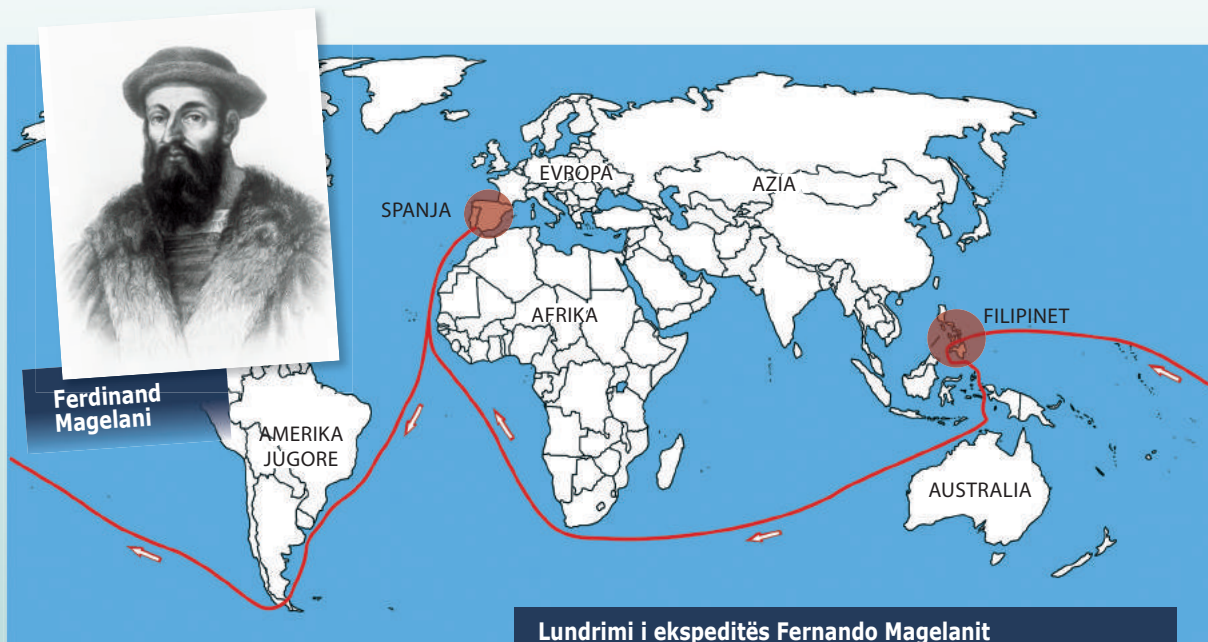 EVROPA
AZIA
SPANJA
AFRIKA
FILIPINET
Ferdinand
Magelani
AMERIKA
JUGORE
AUSTRALIA
Lundrimi i ekspeditës Fernando Magelanit